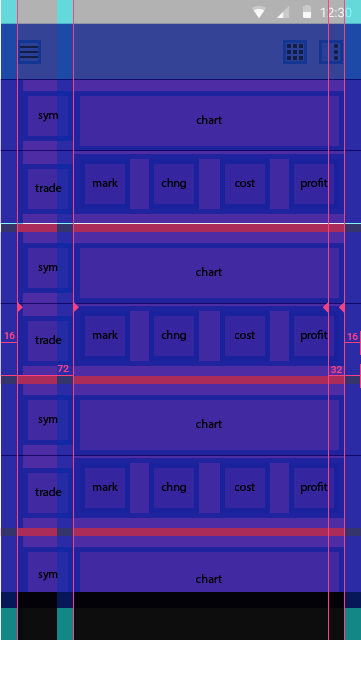 12:30
sym
chart
trade
mark chng cost profit
sym
chart
16
trade
mark chng cost profit
16
72
32
sym
chart
trade
mark chng cost profit
sym
chart